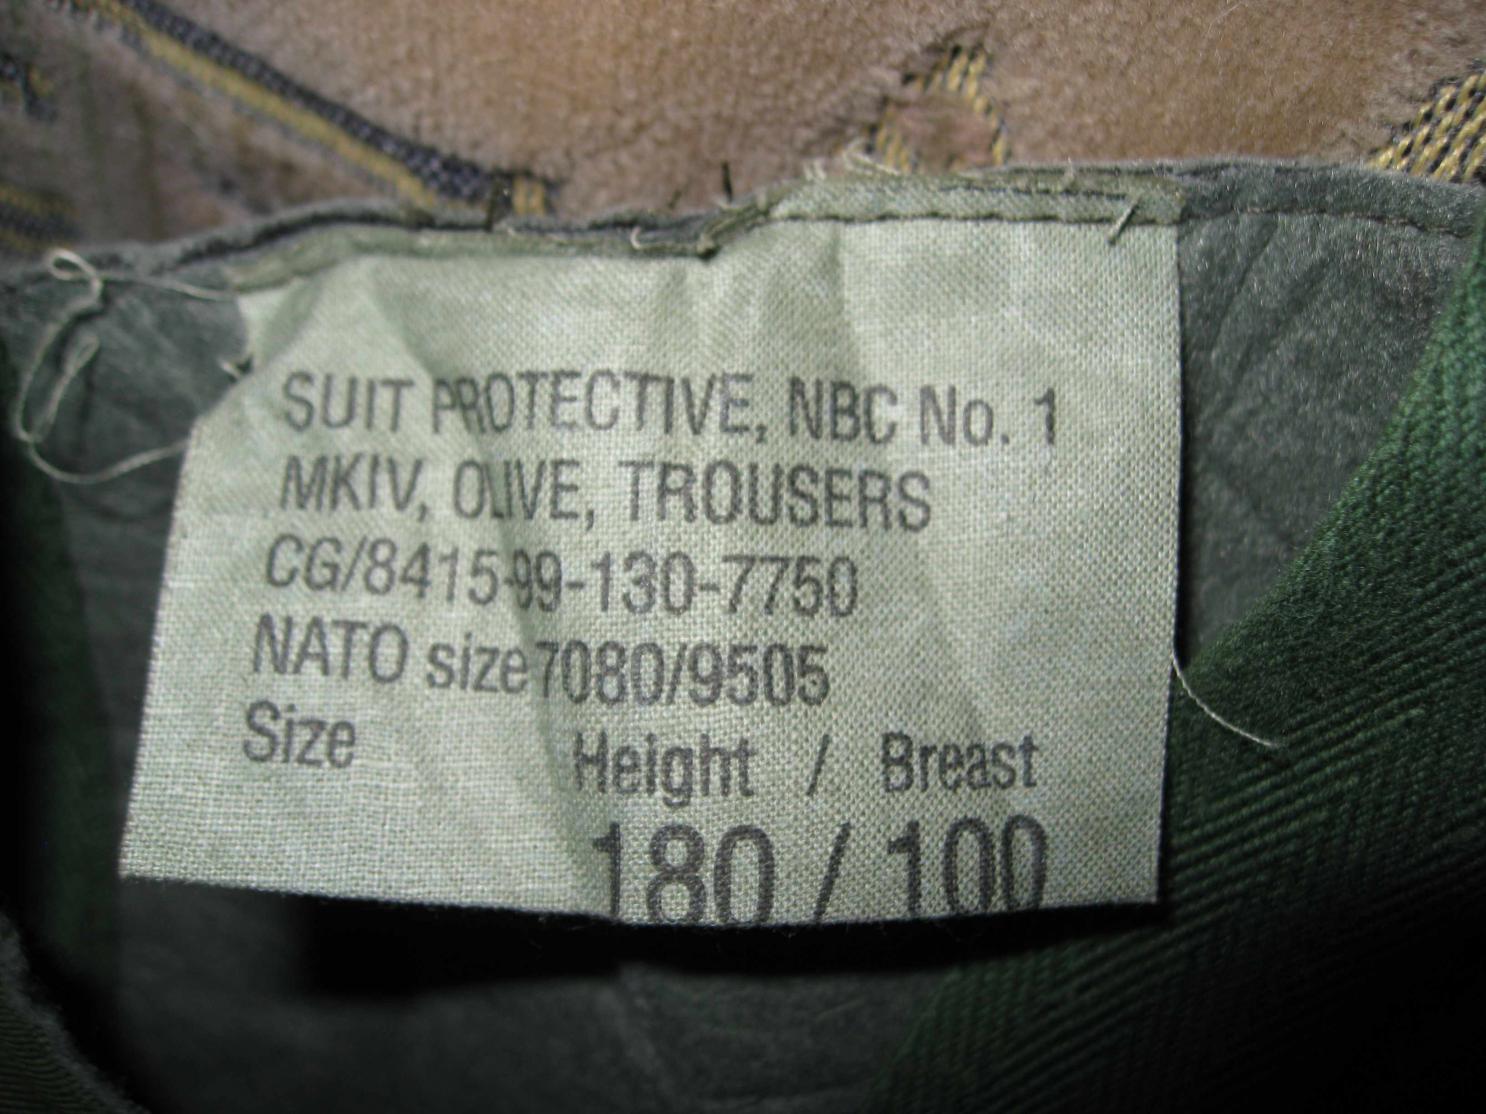 SUIT PROTECTIVE, NBC No. 1
MKIV, OLIVE, TROUSERS
CG/8415-99-130-7750
NATO size 7080/9505
Size Height / Breast
180 / 100